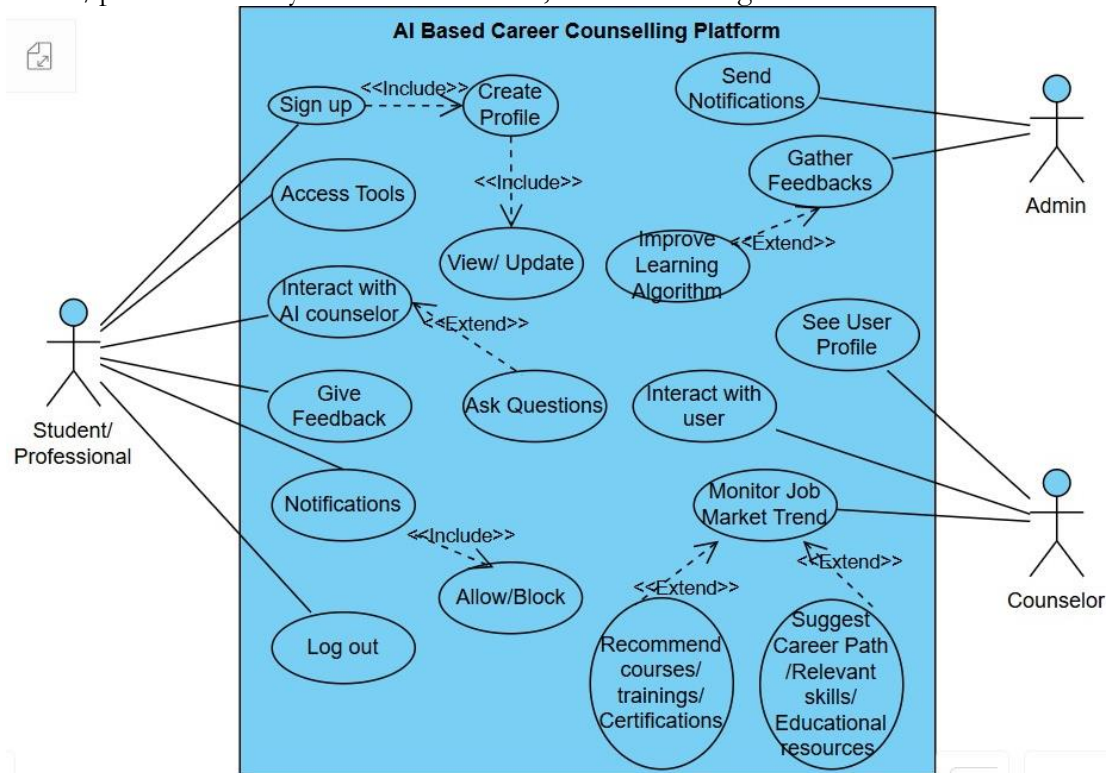 AI Based Career Counselling Platform
Sign up
<<Include>>
Create
Profile
Send
Notifications
Access Tools
<<Include>>
Gather
Feedbacks
Admin
View/ Update
Improve
Learning
Algorithm
<<Extend>>
Interact with
AI counselor
<<Extend>>
See User
Profile
Student/
Professional
Give
Feedback
Ask Questions
Interact with
user
Notifications
<<Include>>
Monitor Job
Market Trend
Allow/Block
<<Extend>>
<<Extend>>
Counselor
Log out
Recommend
courses/
trainings/
Certifications
Suggest
Career Path
/Relevant
skills/
Educational
resources